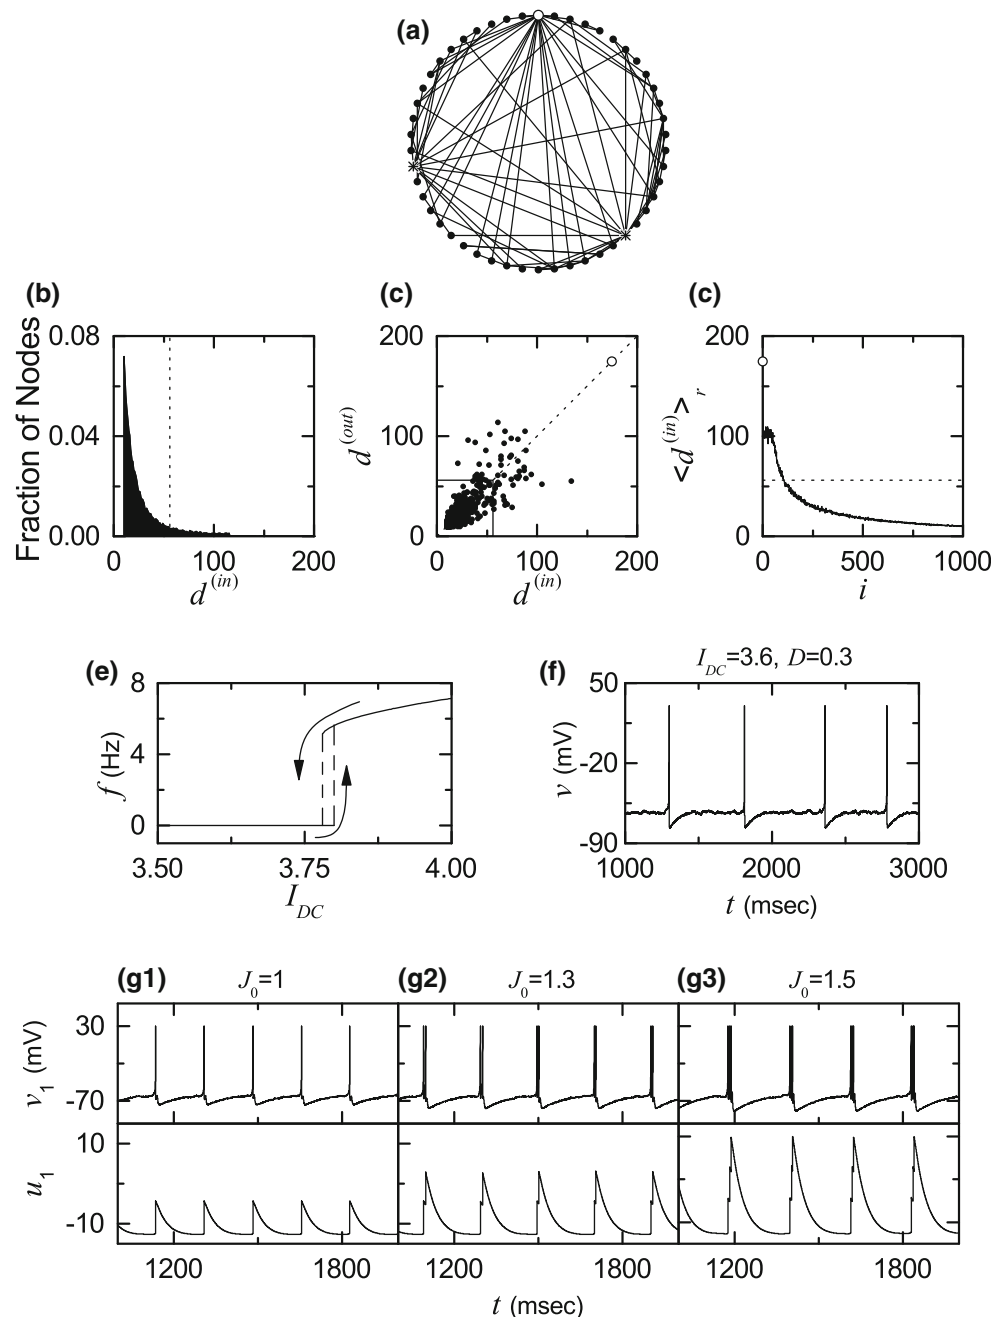 (a)
(b)
Fraction of Nodes
0.08
0.04
0.00
0 100 200
d^(in)
(c)
d^(out)
200
100
0
0 100 200
d^(in)
(c)
<d^(in)>_r
200
100
0
0 500 1000
i
(e)
f (Hz)
8
4
0
3.50 3.75 4.00
I_DC
(f)
I_DC=3.6, D=0.3
v (mV)
50
-20
-90
1000 2000 3000
t (msec)
(g1) J_0=1
(g2) J_0=1.3
(g3) J_0=1.5
v_1 (mV)
30
-70
u_1
10
-10
1200 1800 1200 1800 1200 1800
t (msec)